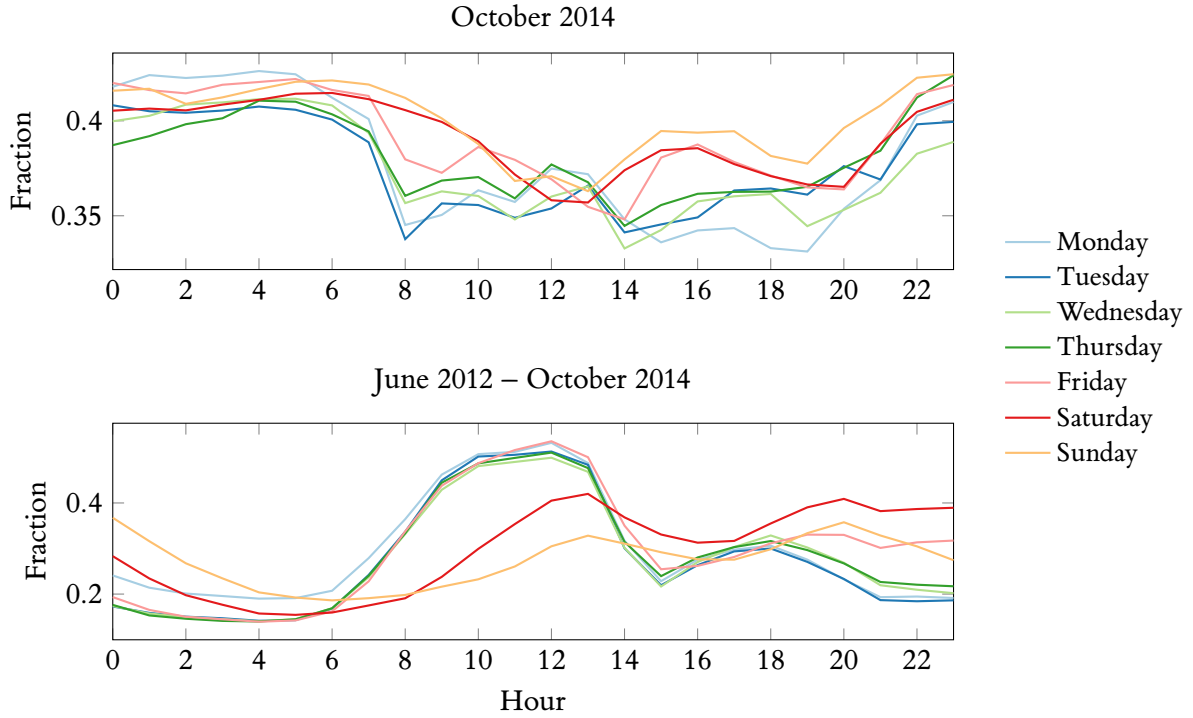 October 2014
Fraction
0.4
0.35
0 2 4 6 8 10 12 14 16 18 20 22
Monday
Tuesday
Wednesday
Thursday
Friday
Saturday
Sunday
June 2012 – October 2014
Fraction
0.4
0.2
0 2 4 6 8 10 12 14 16 18 20 22
Hour